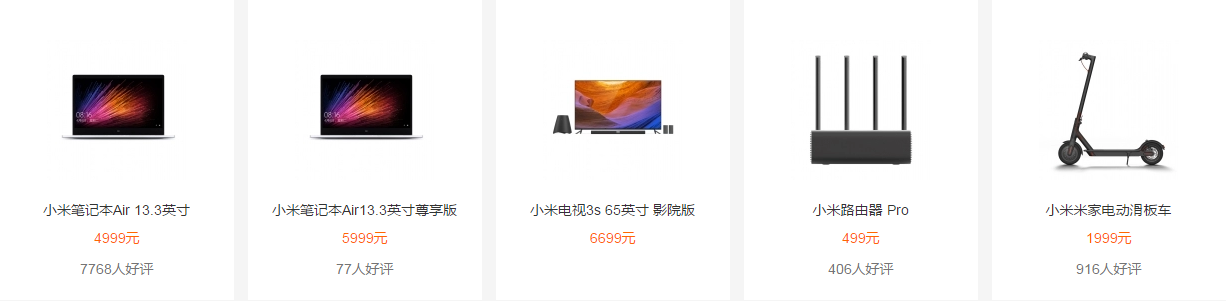 小米笔记本Air 13.3英寸
4999元
7768人好评
小米笔记本Air13.3英寸尊享版
5999元
77人好评
小米电视3s 65英寸 影院版
6699元
小米路由器 Pro
499元
406人好评
小米米家电动滑板车
1999元
916人好评